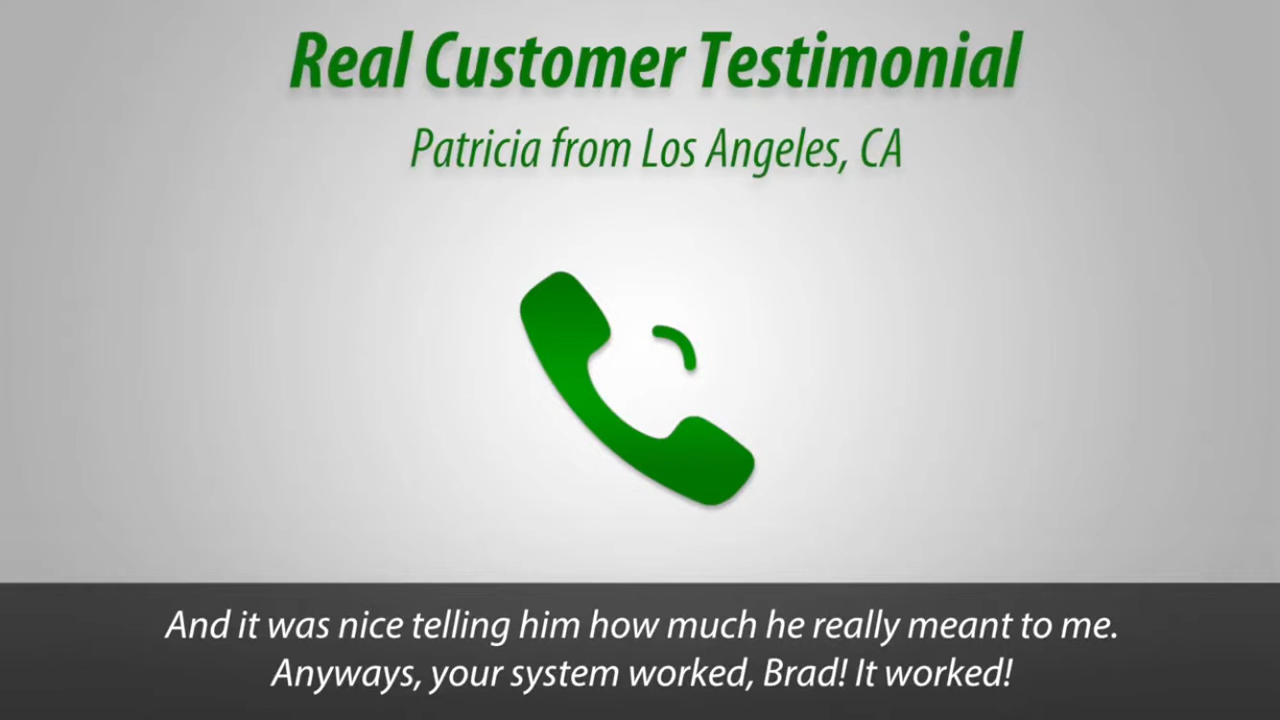 Real Customer Testimonial
Patricia from Los Angeles, CA
And it was nice telling him how much he really meant to me.
Anyways, your system worked, Brad! It worked!